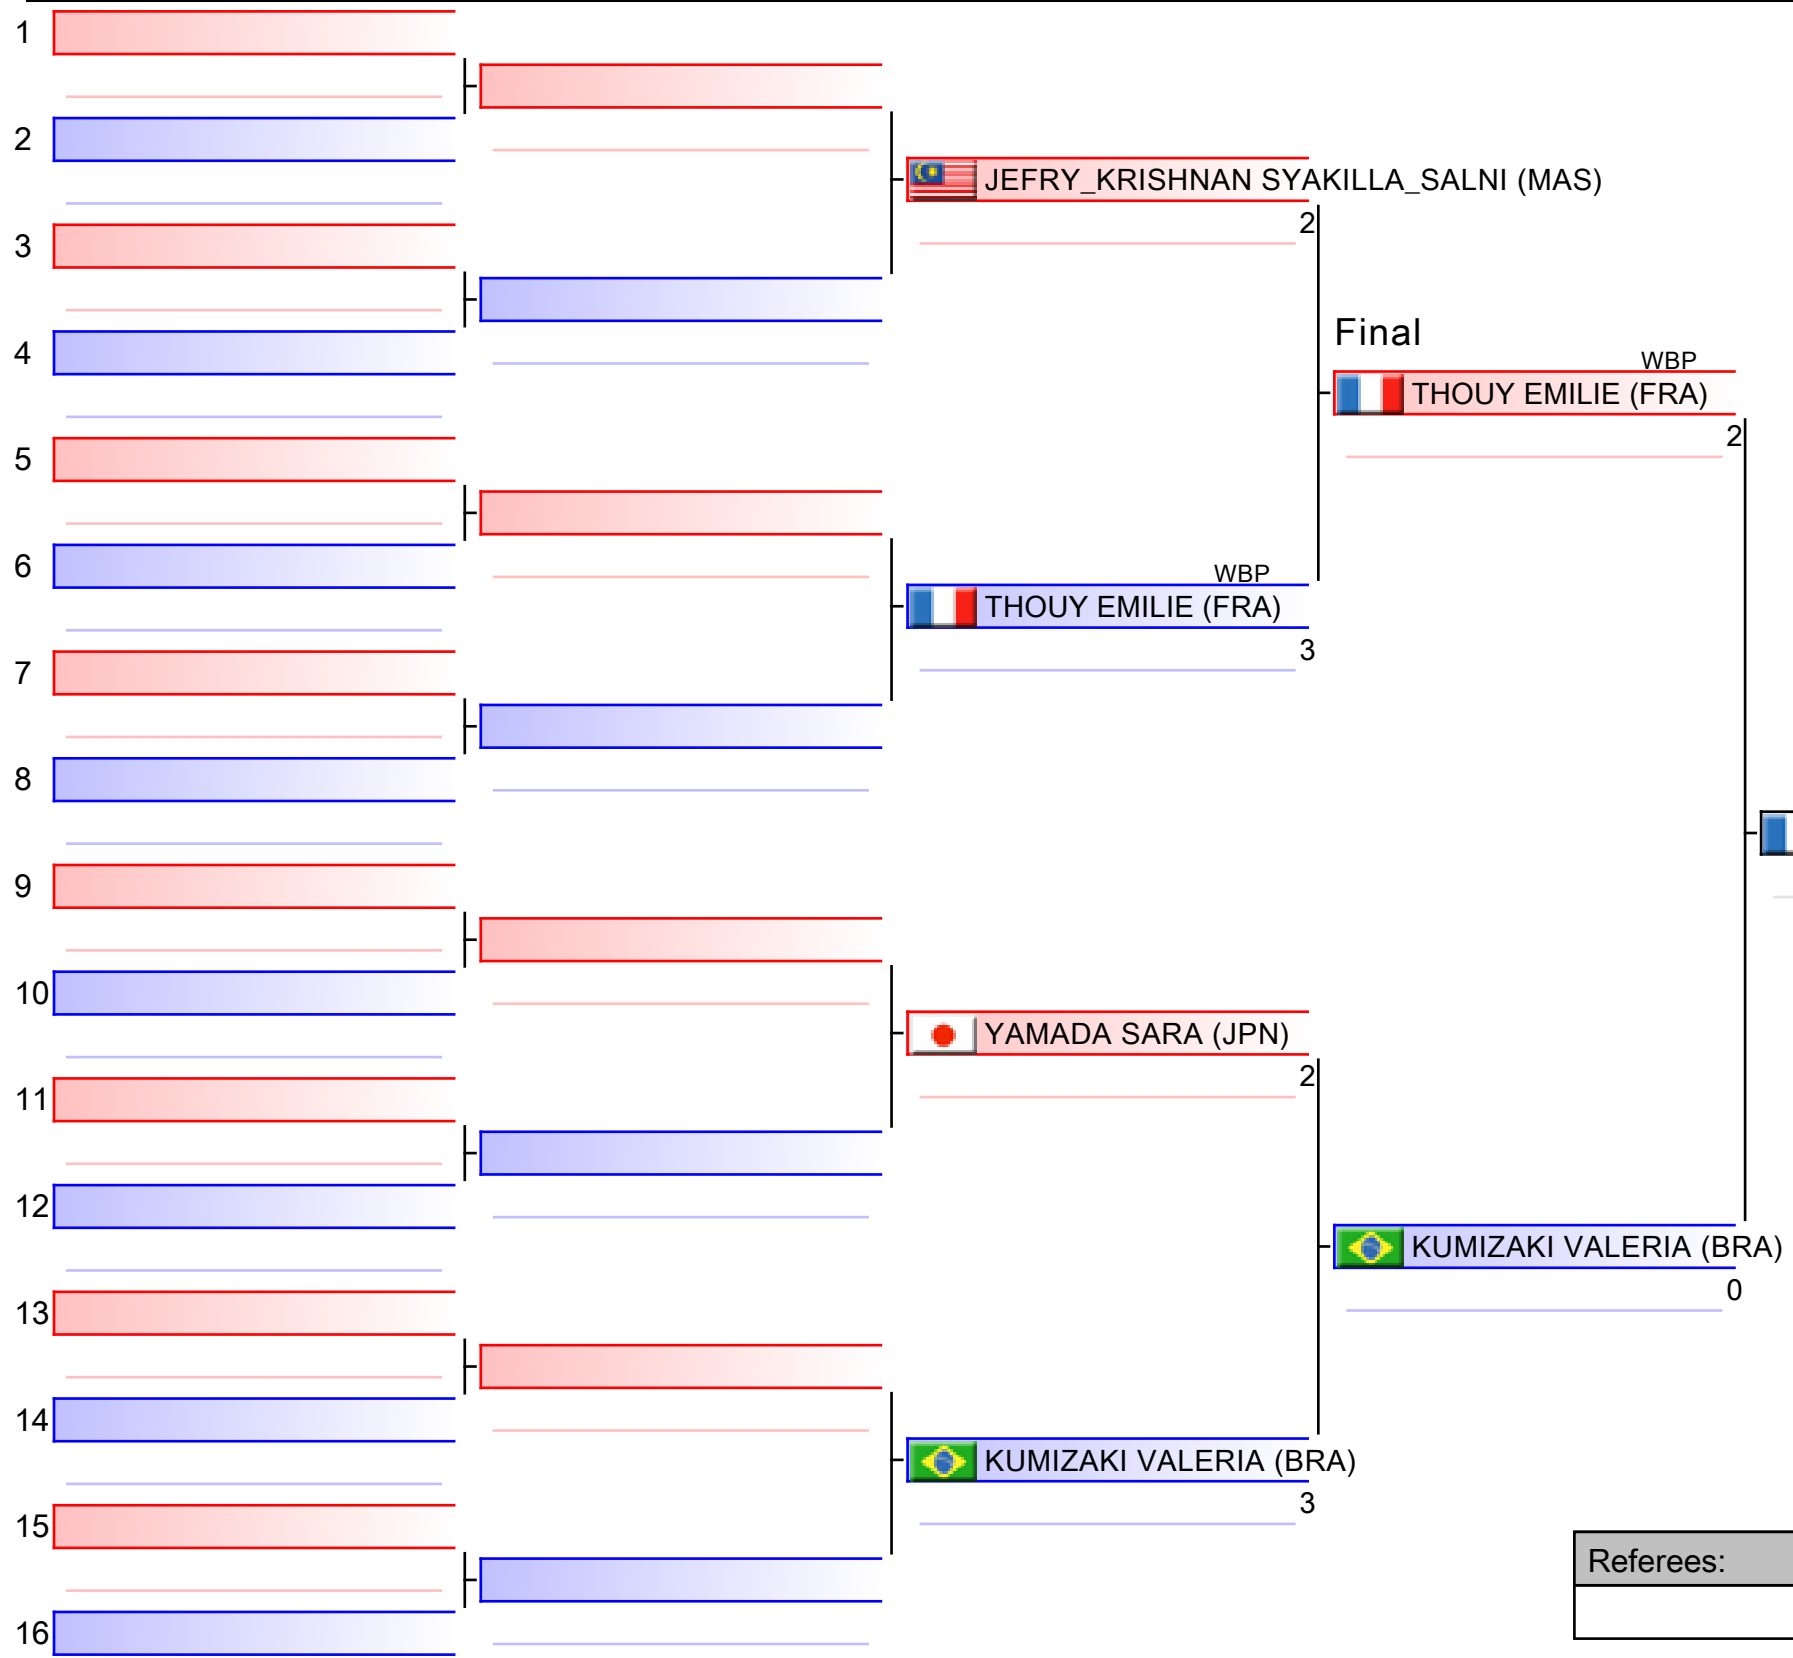 1
2
JEFRY_KRISHNAN SYAKILLA_SALNI (MAS)
2
3
Final
4
WBP
THOUY EMILIE (FRA)
2
5
6
WBP
THOUY EMILIE (FRA)
3
7
8
9
10
YAMADA SARA (JPN)
2
11
12
KUMIZAKI VALERIA (BRA)
0
13
14
KUMIZAKI VALERIA (BRA)
3
15
Referees:
16